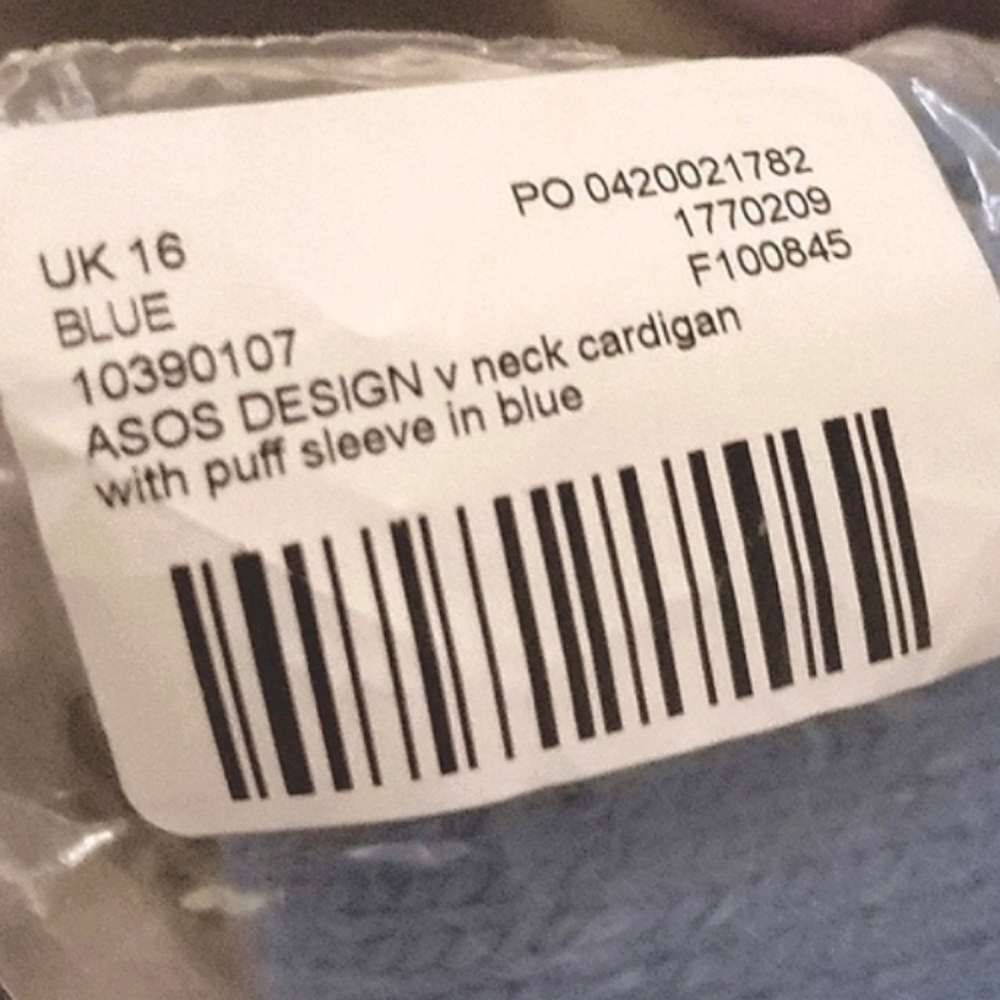 PO 0420021782
1770209
F100845
UK 16
BLUE
10390107
ASOS DESIGN v neck cardigan
with puff sleeve in blue